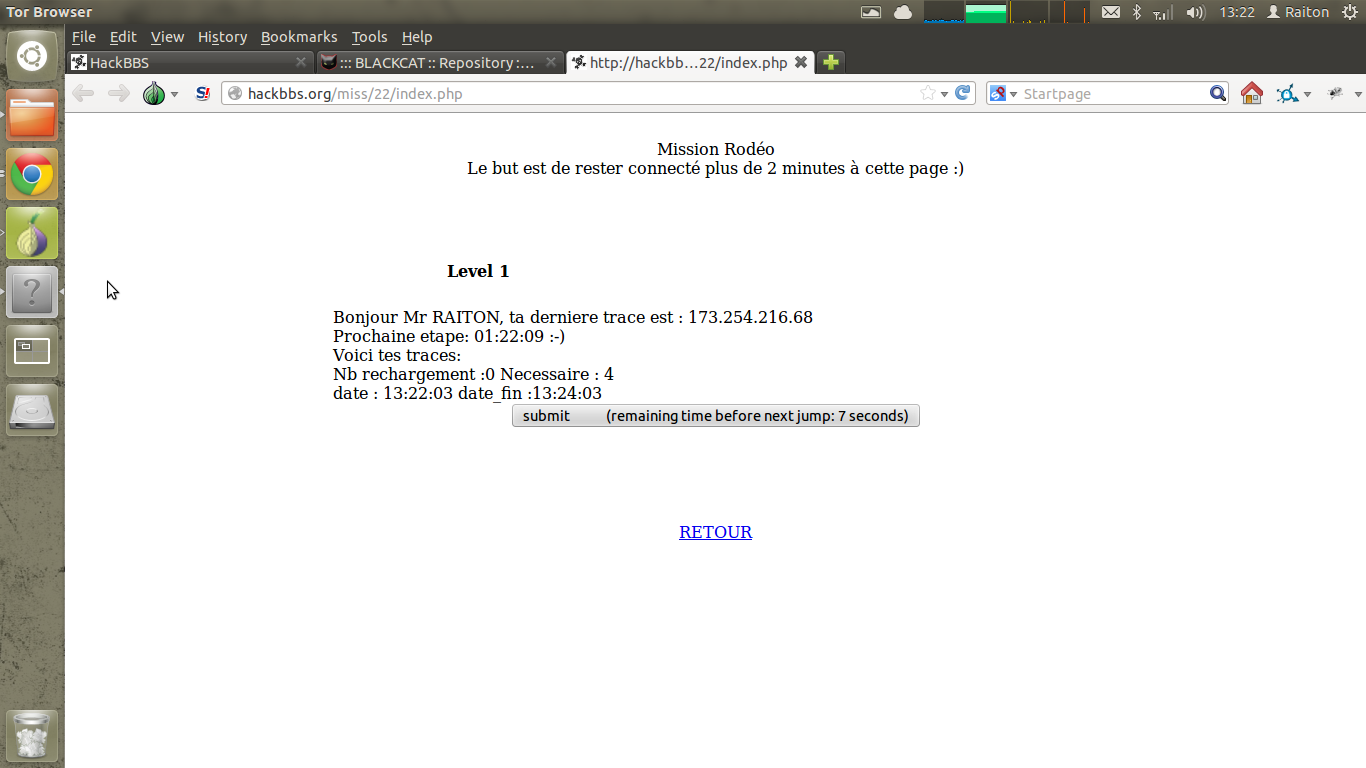 Tor Browser
13:22 Raiton
File Edit View History Bookmarks Tools Help
HackBBS
::: BLACKCAT :: Repository :...
http://hackbb...22/index.php
hackbbs.org/miss/22/index.php
Startpage
Mission Rodéo
Le but est de rester connecté plus de 2 minutes à cette page :)
Level 1
Bonjour Mr RAITON, ta derniere trace est : 173.254.216.68
Prochaine etape: 01:22:09 :-)
Voici tes traces:
Nb rechargement :0 Necessaire : 4
date : 13:22:03 date_fin :13:24:03
submit (remaining time before next jump: 7 seconds)
RETOUR